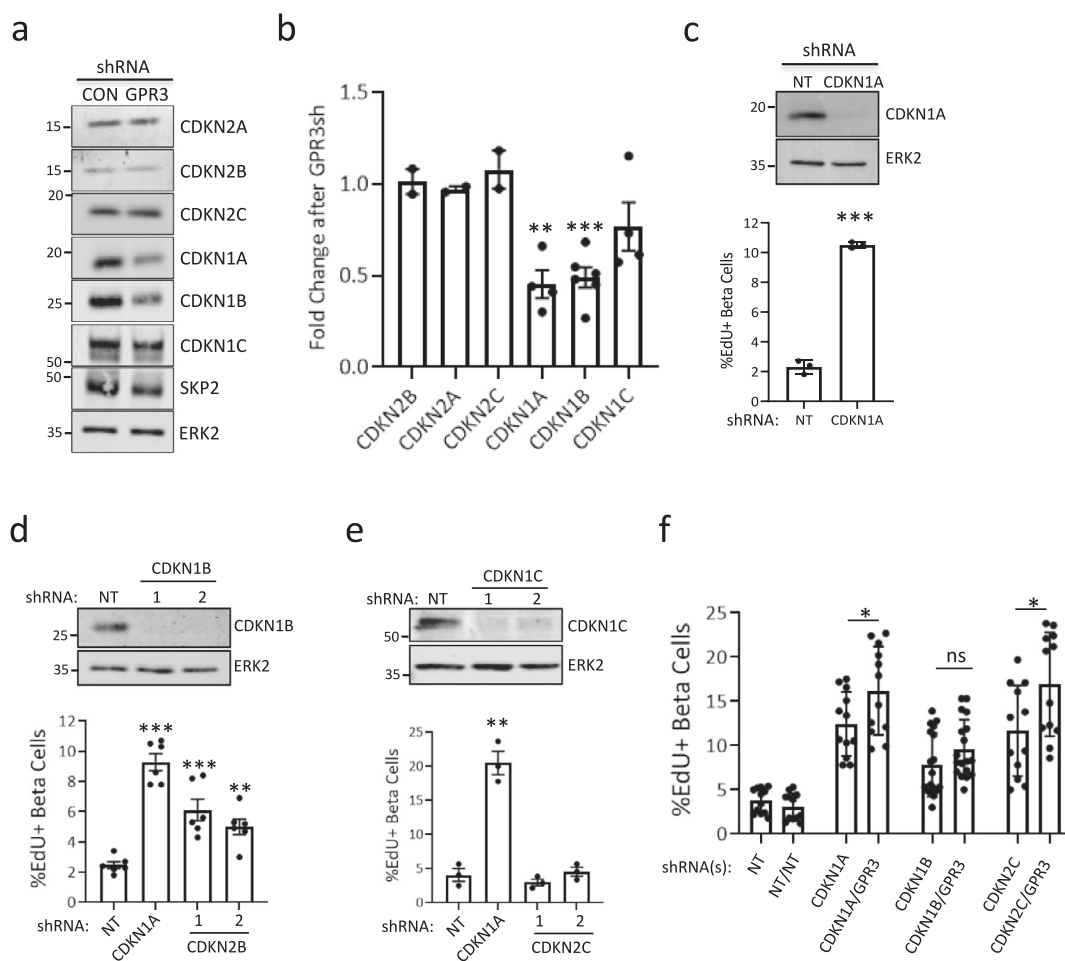 a
shRNA
CON GPR3
15
CDKN2A
15
CDKN2B
20
CDKN2C
20
CDKN1A
25
CDKN1B
50
CDKN1C
50
SKP2
35
ERK2
b
Fold Change after GPR3sh
1.5
1.0
0.5
0.0
** ***
CDKN2B
CDKN2A
CDKN2C
CDKN1A
CDKN1B
CDKN1C
c
shRNA
NT CDKN1A
20
CDKN1A
35
ERK2
%EdU+ Beta Cells
12
10
8
6
4
2
0
***
shRNA: NT CDKN1A
d
CDKN1B
shRNA: NT 1 2
25
CDKN1B
35
ERK2
%EdU+ Beta Cells
12
10
8
6
4
2
0
***
***
**
shRNA: NT CDKN1A 1 2
CDKN2B
e
CDKN1C
shRNA: NT 1 2
50
CDKN1C
35
ERK2
%EdU+ Beta Cells
25
20
15
10
5
0
**
shRNA: NT CDKN1A 1 2
CDKN2C
f
%EdU+ Beta Cells
25
20
15
10
5
0
*
ns
*
shRNA(s):
NT
NT/NT
CDKN1A
CDKN1A/GPR3
CDKN1B
CDKN1B/GPR3
CDKN2C
CDKN2C/GPR3